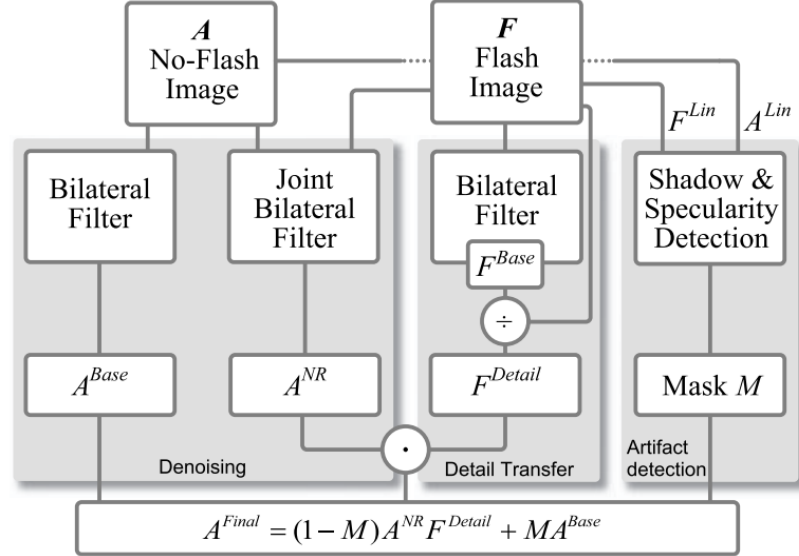 A
No-Flash
Image
F
Flash
Image
F^{Lin}
A^{Lin}
Bilateral
Filter
Joint
Bilateral
Filter
Bilateral
Filter
F^{Base}
Shadow &
Specularity
Detection
÷
A^{Base}
A^{NR}
F^{Detail}
Mask M
·
Denoising
Detail Transfer
Artifact
detection
A^{Final} = (1 − M)A^{NR}F^{Detail} + MA^{Base}